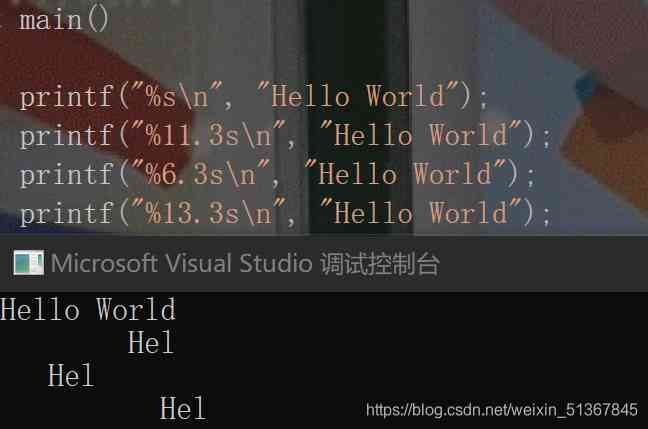 main()
printf("%s\n", "Hello World");
printf("%11.3s\n", "Hello World");
printf("%6.3s\n", "Hello World");
printf("%13.3s\n", "Hello World");
Microsoft Visual Studio 调试控制台
Hello World
        Hel
   Hel
          Hel
https://blog.csdn.net/weixin_51367845